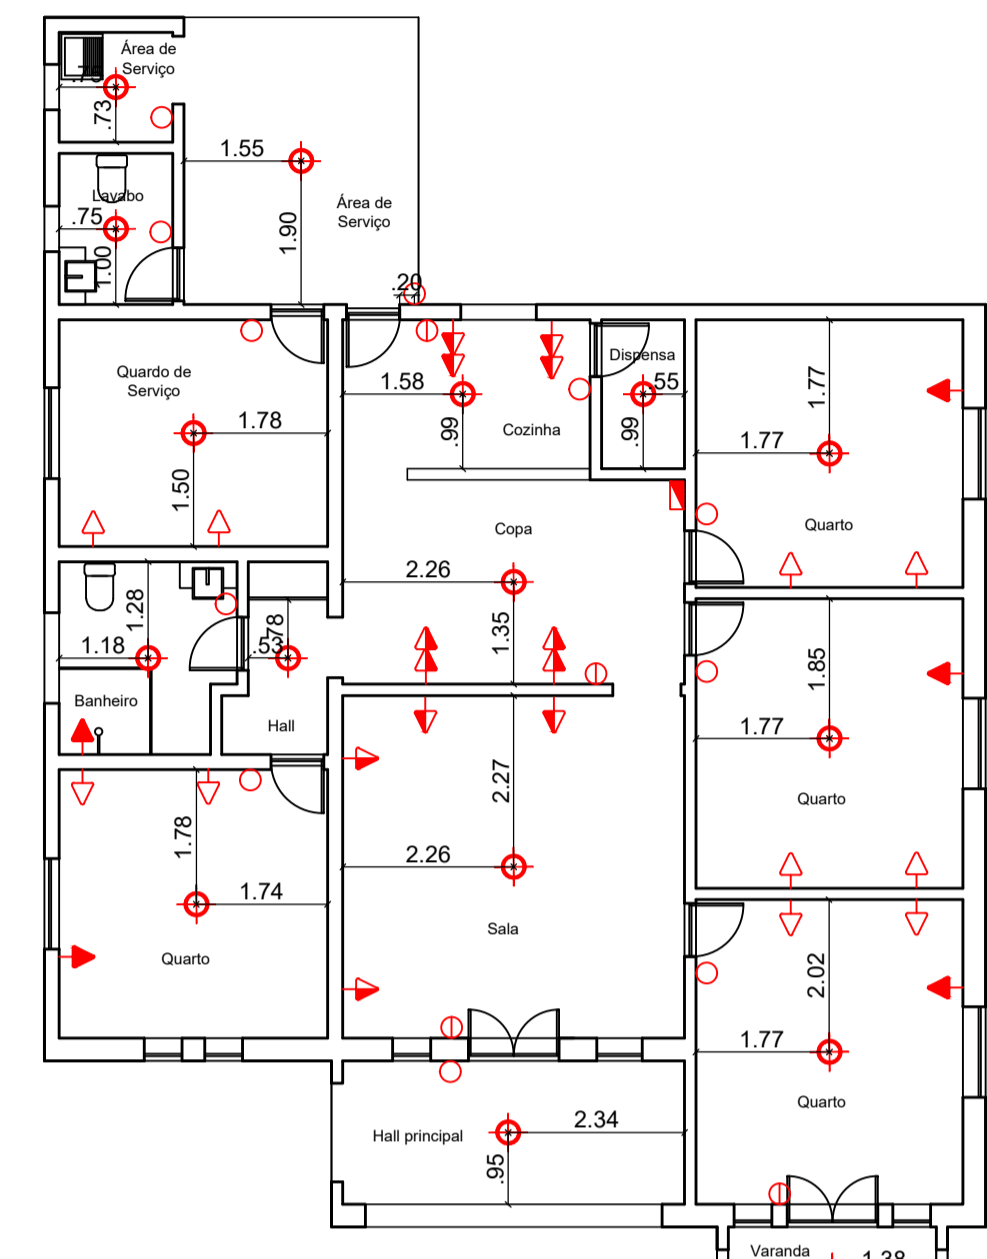 Área de
Serviço
.75
.73
1.55
Lavabo
.75
1.00
1.90
Área de
Serviço
.20
Quardo de
Serviço
1.78
1.50
1.58
.99
Cozinha
Dispensa
.55
.99
1.77
1.77
Quarto
Copa
2.26
1.35
1.28
1.18
Banheiro
.78
.53
Hall
1.85
1.77
Quarto
1.78
1.74
Quarto
2.27
2.26
Sala
2.02
1.77
Quarto
Hall principal
2.34
.95
Varanda
1.38